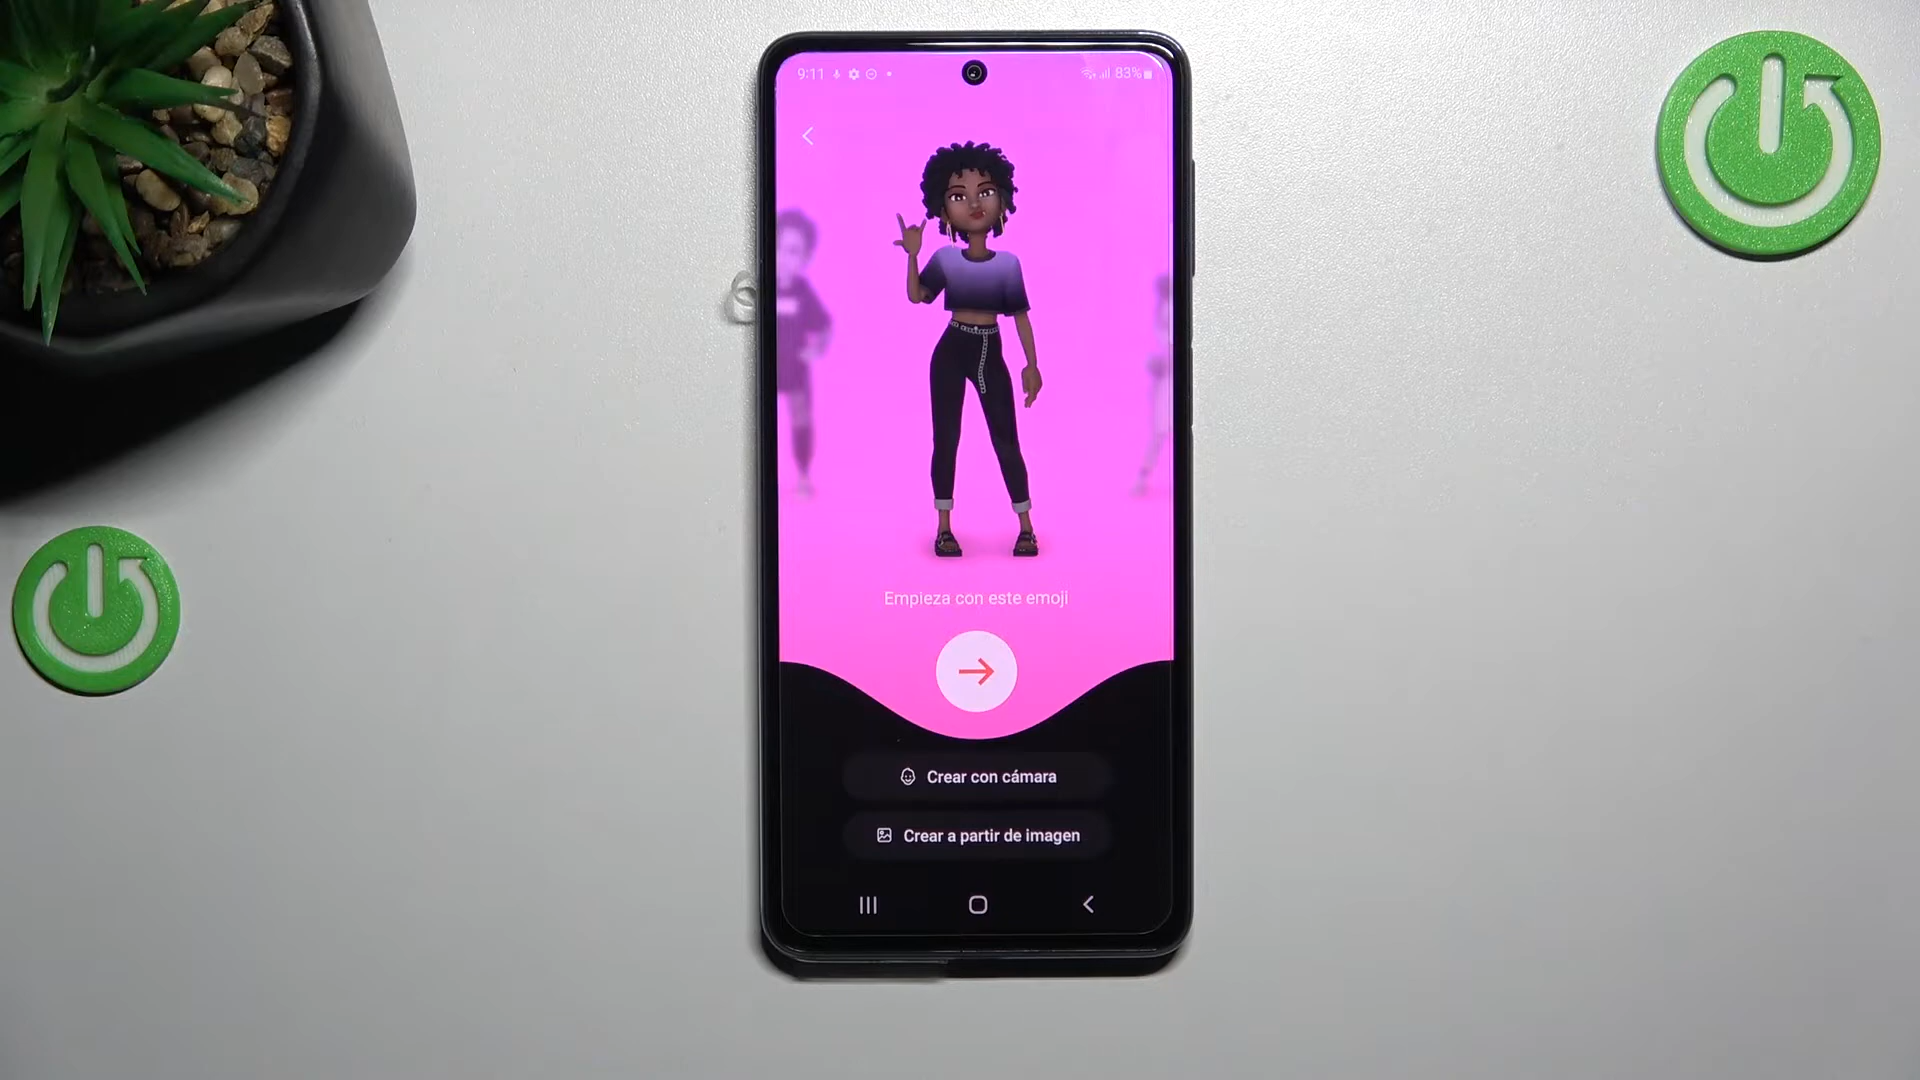 9:11
83%
Empieza con este emoji
Crear con cámara
Crear a partir de imagen